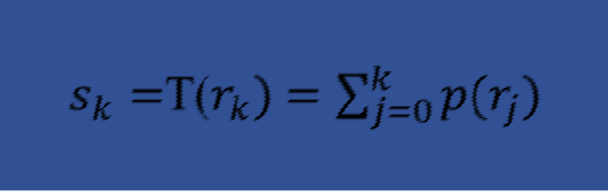 s_k =T(r_k) = ∑_{j=0}^{k} p(r_j)